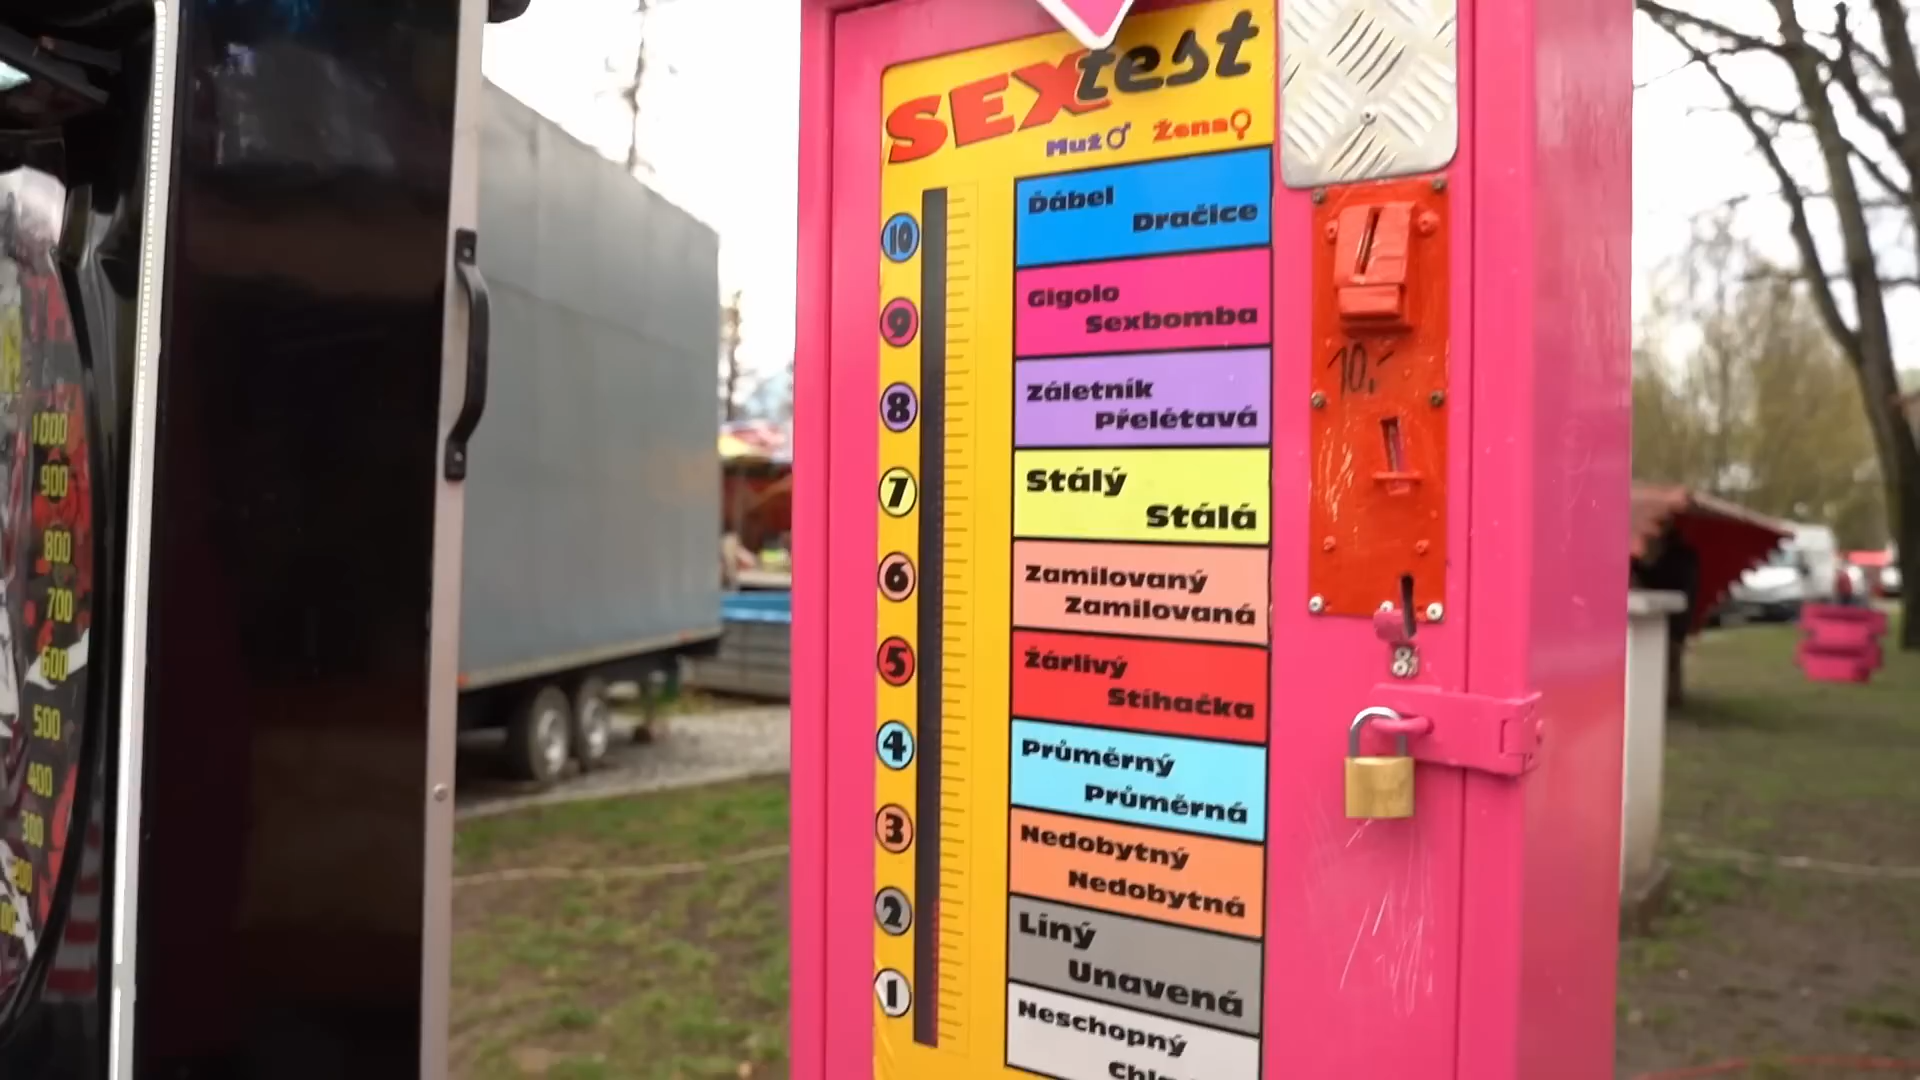 SEXtest
Muž♂ Žena♀
10
Ďábel
Dračice
9
Gigolo
Sexbomba
8
Záletník
Přelétavá
7
Stálý
Stálá
6
Zamilovaný
Zamilovaná
5
Žárlivý
Stíhačka
4
Průměrný
Průměrná
3
Nedobytný
Nedobytná
2
Líný
Unavená
1
Neschopný
10,-
8
1000
900
800
700
600
500
400
300
200